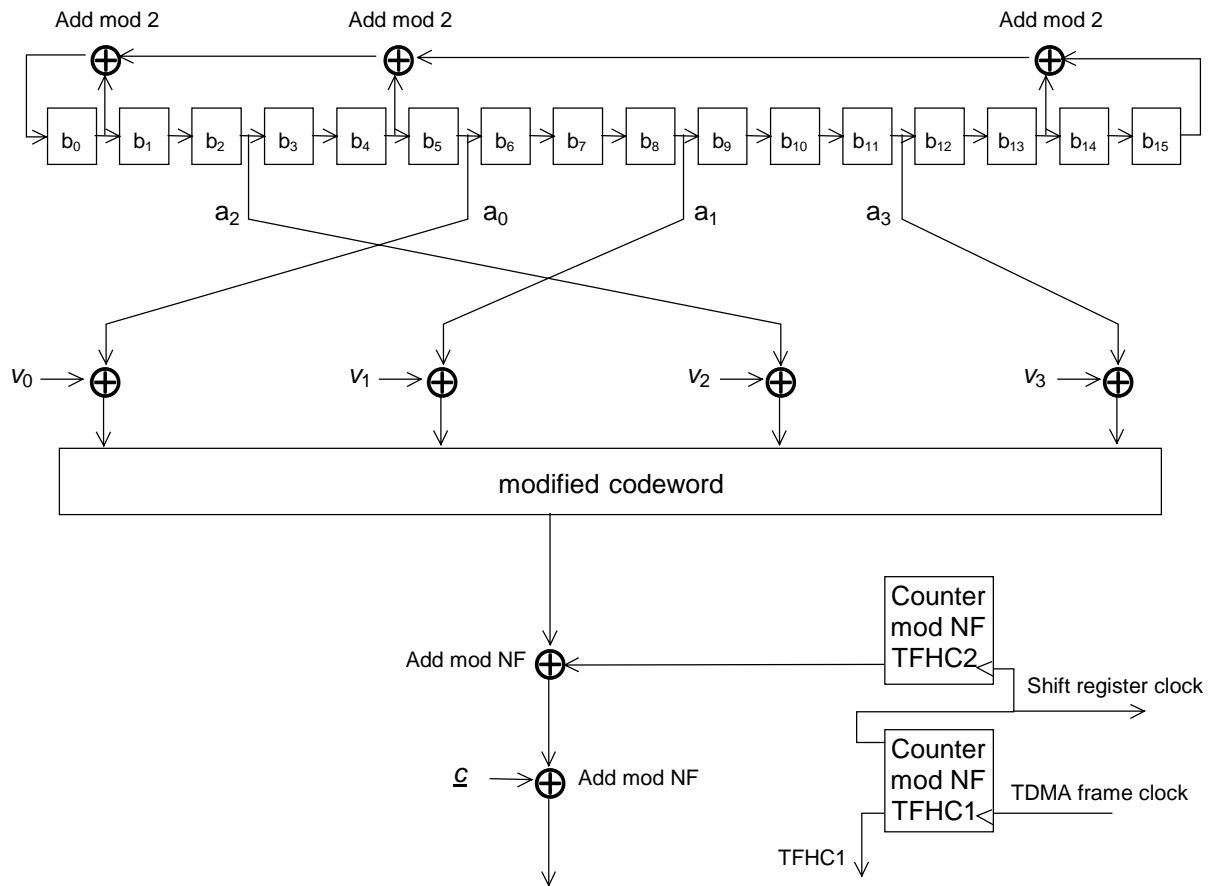 Add mod 2 Add mod 2 Add mod 2
b₀ b₁ b₂ b₃ b₄ b₅ b₆ b₇ b₈ b₉ b₁₀ b₁₁ b₁₂ b₁₃ b₁₄ b₁₅
a₂ a₀ a₁ a₃
v₀ v₁ v₂ v₃
modified codeword
Counter
mod NF
TFHC2
Add mod NF
Shift register clock
Counter
mod NF
TFHC1
c Add mod NF
TDMA frame clock
TFHC1